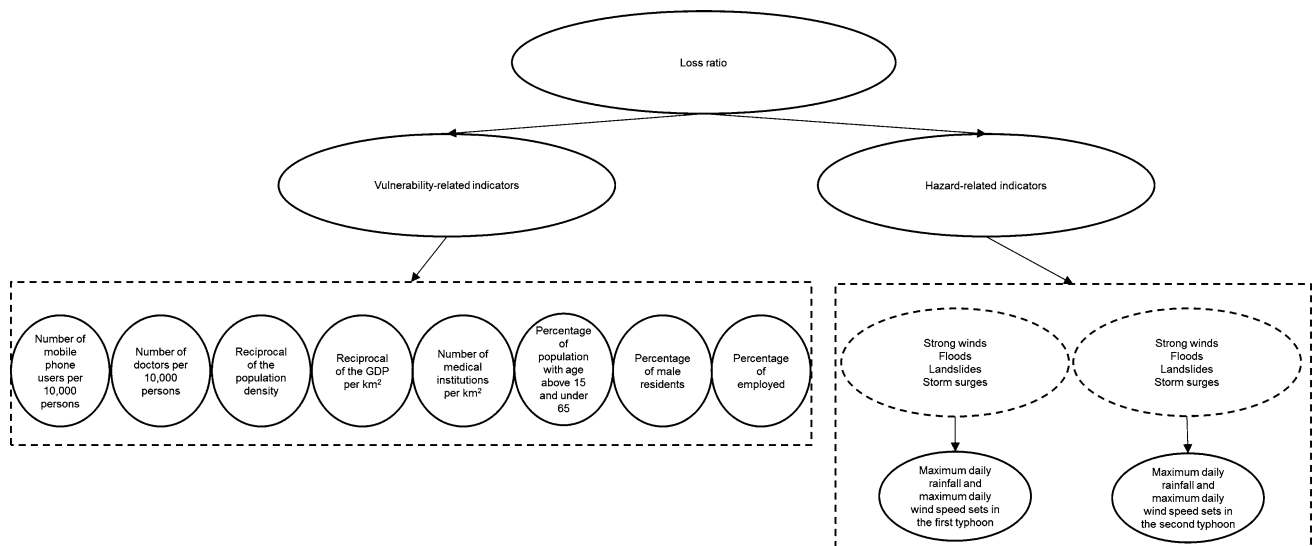 Loss ratio
Vulnerability-related indicators
Hazard-related indicators
Number of
mobile
phone
users per
10,000
persons
Number of
doctors per
10,000
persons
Reciprocal
of the
population
density
Reciprocal
of the GDP
per km²
Number of
medical
institutions
per km²
Percentage
of
population
with age
above 15
and under
65
Percentage
of male
residents
Percentage
of
employed
Strong winds
Floods
Landslides
Storm surges
Strong winds
Floods
Landslides
Storm surges
Maximum daily
rainfall and
maximum daily
wind speed sets in
the first typhoon
Maximum daily
rainfall and
maximum daily
wind speed sets in
the second typhoon